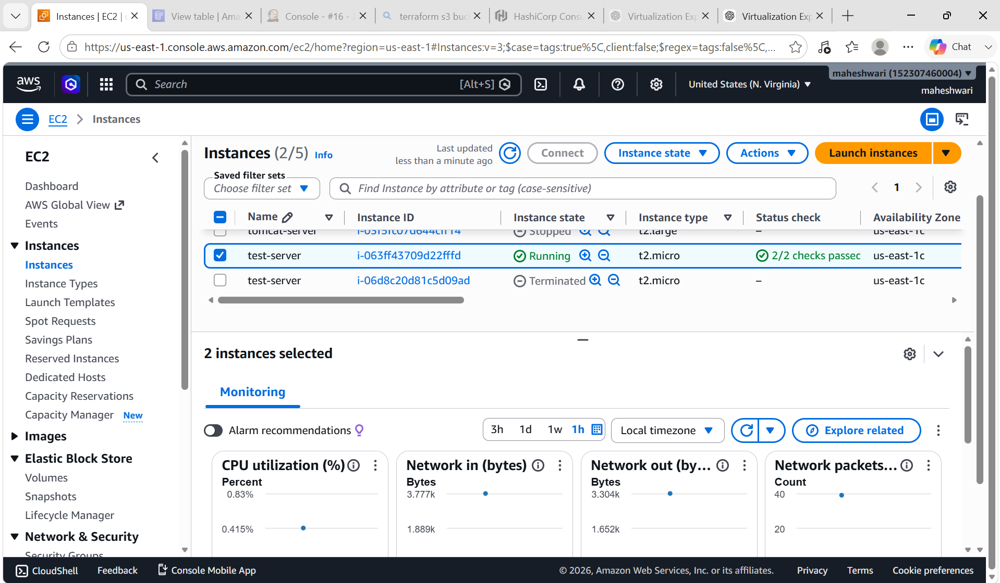 Instances | EC2 | u
View table | Ama
Console - #16 - J
terraform s3 buc
HashiCorp Consu
Virtualization Exp
Virtualization Exp
https://us-east-1.console.aws.amazon.com/ec2/home?region=us-east-1#Instances:v=3;$case=tags:true%5C,client:false;$regex=tags:false%5C,...
Chat
aws
Search
[Alt+S]
United States (N. Virginia)
maheshwari (152307460004)
maheshwari
EC2
Instances
EC2
Dashboard
AWS Global View
Events
Instances
Instances
Instance Types
Launch Templates
Spot Requests
Savings Plans
Reserved Instances
Dedicated Hosts
Capacity Reservations
Capacity Manager New
Images
Elastic Block Store
Volumes
Snapshots
Lifecycle Manager
Network & Security
Security Groups
Instances (2/5) Info
Last updated
less than a minute ago
Connect
Instance state
Actions
Launch instances
Saved filter sets
Choose filter set
Find Instance by attribute or tag (case-sensitive)
1
Name Instance ID Instance state Instance type Status check Availability Zone
tomcat-server Stopped t2.large – us-east-1c
test-server i-063ff43709d22fffd Running t2.micro 2/2 checks passed us-east-1c
test-server i-06d8c20d81c5d09ad Terminated t2.micro – us-east-1c
2 instances selected
Monitoring
Alarm recommendations
3h 1d 1w 1h
Local timezone
Explore related
CPU utilization (%)
Percent
0.83%
0.415%
Network in (bytes)
Bytes
3.777k
1.889k
Network out (by...
Bytes
3.304k
1.652k
Network packets...
Count
40
20
CloudShell
Feedback
Console Mobile App
© 2026, Amazon Web Services, Inc. or its affiliates.
Privacy
Terms
Cookie preferences